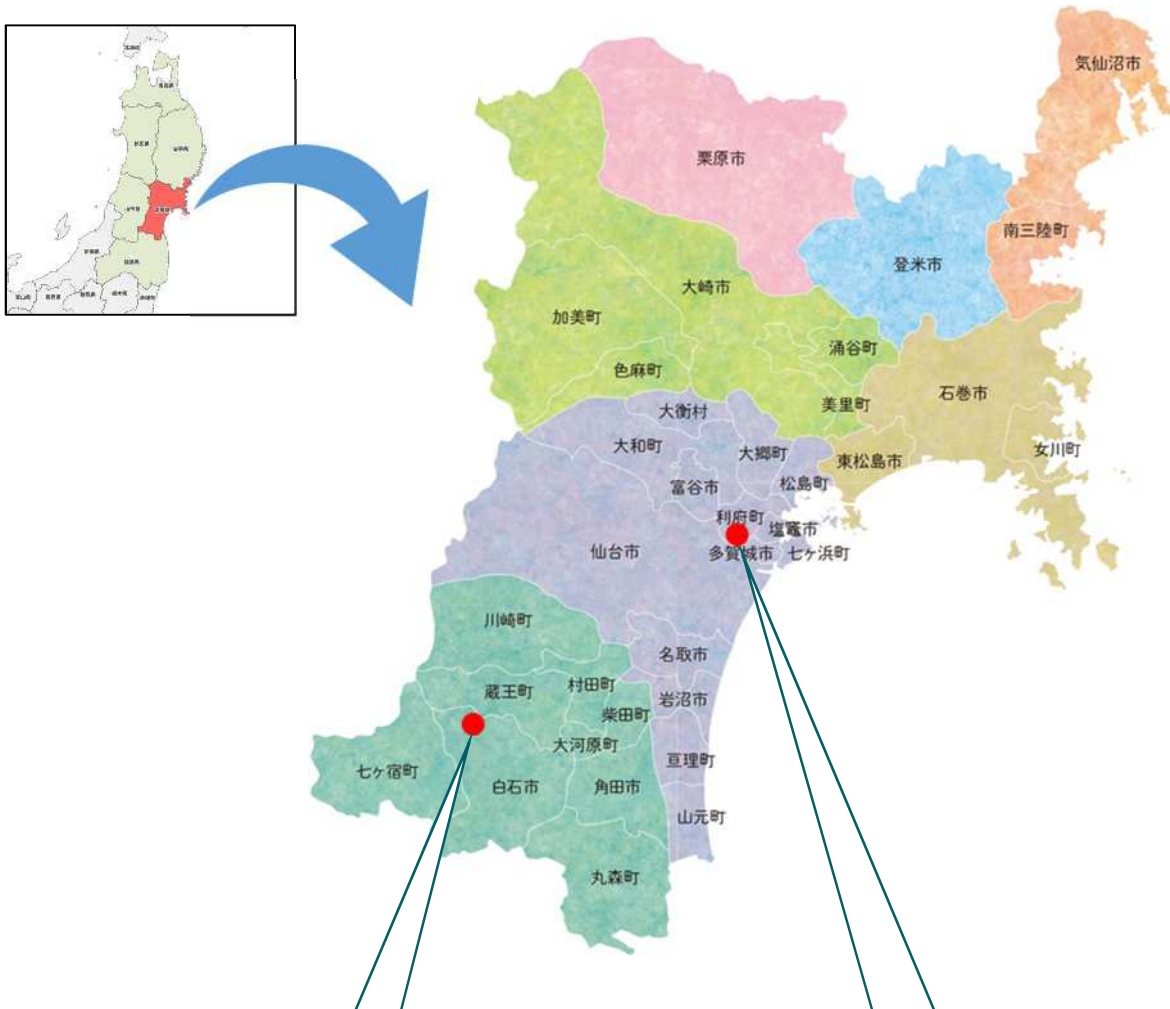 気仙沼市
栗原市
南三陸町
登米市
大崎市
加美町
涌谷町
色麻町
石巻市
美里町
大衡村
大和町
大郷町
東松島市
女川町
富谷市
松島町
利府町
塩竈市
仙台市
多賀城市
七ヶ浜町
川崎町
名取市
村田町
蔵王町
岩沼市
柴田町
大河原町
亘理町
七ヶ宿町
白石市
角田市
山元町
丸森町